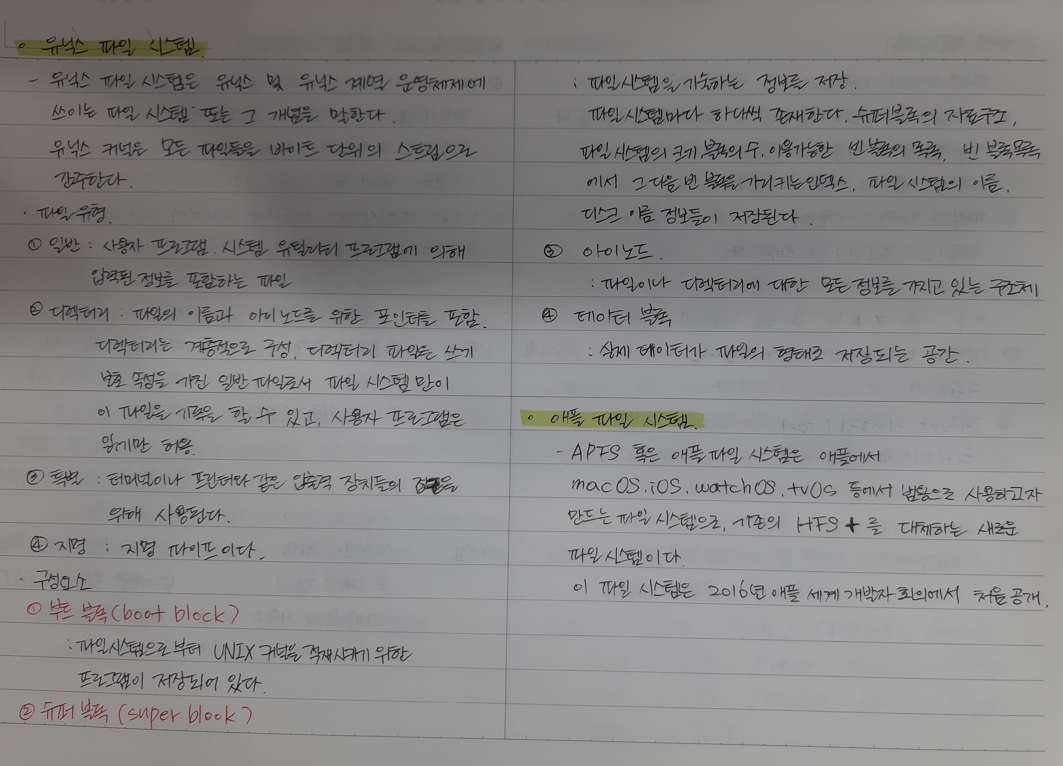 · 유닉스 파일 시스템.
- 유닉스 파일 시스템은 유닉스 및 유닉스 계열 운영체제에
쓰이는 파일 시스템 또는 그 개념을 말한다.
유닉스 커널은 모든 파일들을 바이트 단위의 스트림으로
간주한다.
· 파일 유형.
① 일반 : 사용자 프로그램. 시스템 유틸리티 프로그램에 의해
입력된 정보를 포함하는 파일
② 디렉터리 : 파일의 이름과 아이노드를 위한 포인터를 포함.
디렉터리는 계층적으로 구성, 디렉터리 파일은 쓰기
보호 속성을 가진 일반 파일로서 파일 시스템 만이
이 파일을 기록을 할 수 있고, 사용자 프로그램은
읽기만 허용.
③ 특별 : 터미널이나 프린터와 같은 입출력 장치들의 접근을
위해 사용된다.
④ 지명 : 지명 파이프이다.
· 구성요소
① 부트 블록 (boot block)
: 파일시스템으로부터 UNIX 커널을 적재시키기 위한
프로그램이 저장되어 있다.
② 슈퍼 블록 (super block)
: 파일시스템을 기술하는 정보를 저장.
파일시스템마다 하나씩 존재한다. 슈퍼블록의 자료구조,
파일시스템의 크기 블록의 수, 이용가능한 빈 블록의 목록, 빈 블록목록
에서 그 다음 빈 블록을 가리키는 인덱스, 파일 시스템의 이름,
디스크 이름 정보들이 저장된다.
③ 아이노드.
: 파일이나 디렉터리에 대한 모든 정보를 가지고 있는 구조체
④ 데이터 블록
: 실제 데이터가 파일의 형태로 저장되는 공간.
· 애플 파일 시스템.
- APFS 혹은 애플 파일 시스템은 애플에서
macOS, iOS, watchOS, tvOS 등에서 범용으로 사용하고자
만드는 파일 시스템으로, 기존의 HFS+를 대체하는 새로운
파일 시스템이다.
이 파일 시스템은 2016년 애플 세계 개발자 회의에서 처음 공개.